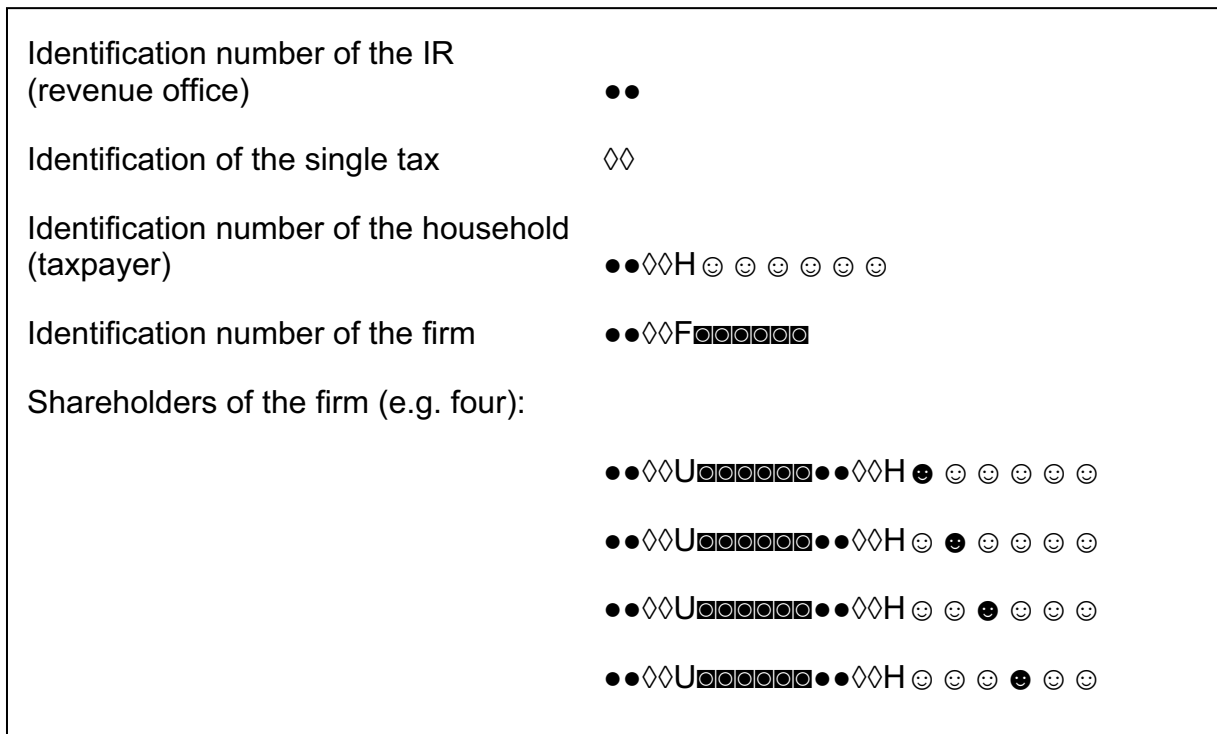 Identification number of the IR
(revenue office) ●●
Identification of the single tax ◊◊
Identification number of the household
(taxpayer) ●●◊◊H☺☺☺☺☺☺
Identification number of the firm ●●◊◊F◙◙◙◙◙◙
Shareholders of the firm (e.g. four):
●●◊◊U◙◙◙◙◙◙●●◊◊H☻☺☺☺☺☺
●●◊◊U◙◙◙◙◙◙●●◊◊H☺☻☺☺☺☺
●●◊◊U◙◙◙◙◙◙●●◊◊H☺☺☻☺☺☺
●●◊◊U◙◙◙◙◙◙●●◊◊H☺☺☺☻☺☺